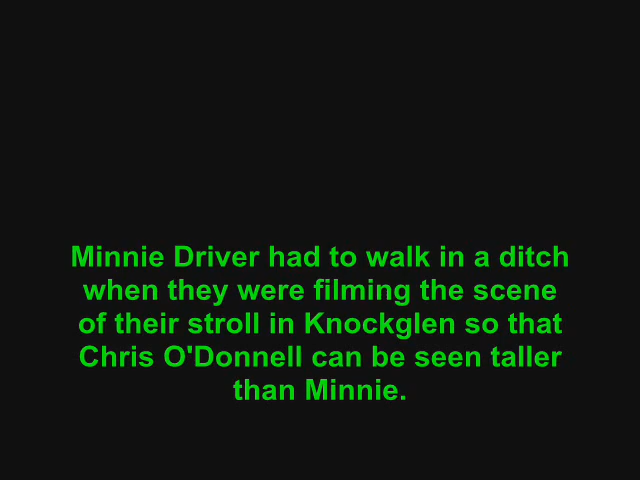 Minnie Driver had to walk in a ditch
when they were filming the scene
of their stroll in Knockglen so that
Chris O'Donnell can be seen taller
than Minnie.